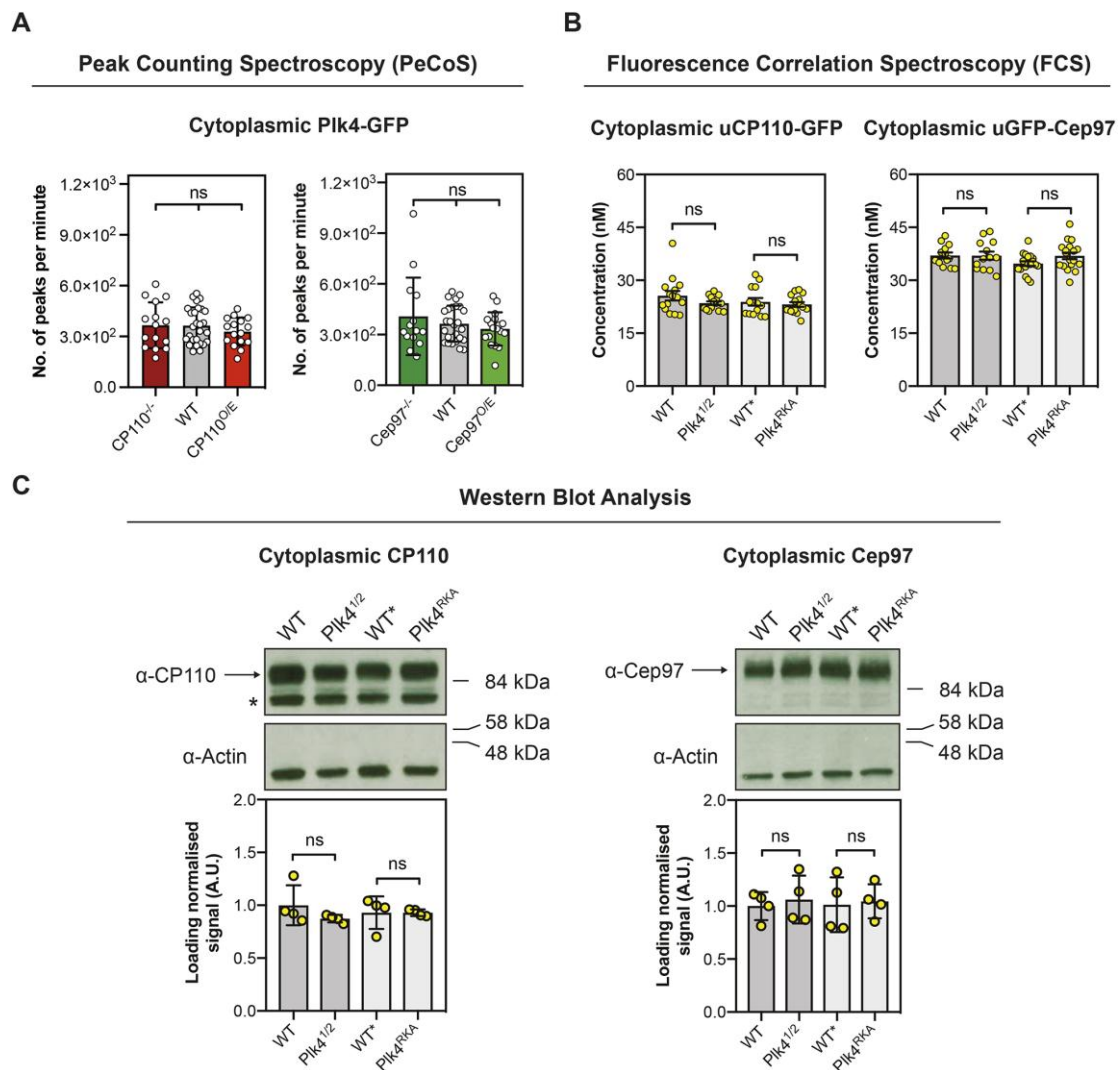 A
Peak Counting Spectroscopy (PeCoS)
Cytoplasmic Plk4-GFP
No. of peaks per minute
1.2×10³
9.0×10²
6.0×10²
3.0×10²
0.0
ns
CP110⁻/⁻
WT
CP110ᴼ/ᴱ
No. of peaks per minute
1.2×10³
9.0×10²
6.0×10²
3.0×10²
0.0
ns
Cep97⁻/⁻
WT
Cep97ᴼ/ᴱ
B
Fluorescence Correlation Spectroscopy (FCS)
Cytoplasmic uCP110-GFP
Concentration (nM)
60
45
30
15
0
ns
ns
WT
Plk4¹/²
WT*
Plk4ᴿᴷᴬ
Cytoplasmic uGFP-Cep97
Concentration (nM)
60
45
30
15
0
ns
ns
WT
Plk4¹/²
WT*
Plk4ᴿᴷᴬ
C
Western Blot Analysis
Cytoplasmic CP110
WT
Plk4¹/²
WT*
Plk4ᴿᴷᴬ
α-CP110
*
84 kDa
58 kDa
48 kDa
α-Actin
Loading normalised
signal (A.U.)
2.0
1.5
1.0
0.5
0.0
ns
ns
WT
Plk4¹/²
WT*
Plk4ᴿᴷᴬ
Cytoplasmic Cep97
WT
Plk4¹/²
WT*
Plk4ᴿᴷᴬ
α-Cep97
84 kDa
58 kDa
48 kDa
α-Actin
Loading normalised
signal (A.U.)
2.0
1.5
1.0
0.5
0.0
ns
ns
WT
Plk4¹/²
WT*
Plk4ᴿᴷᴬ